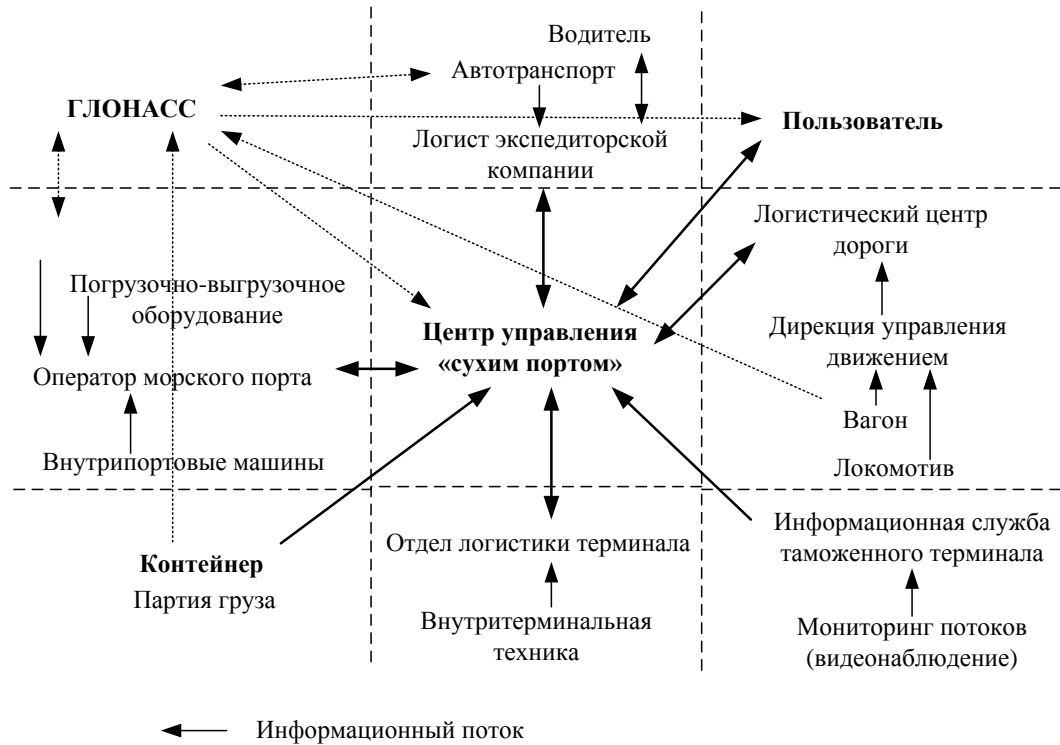 Водитель
Автотранспорт
ГЛОНАСС
Пользователь
Логист экспедиторской
компании
Логистический центр
дороги
Погрузочно-выгрузочное
оборудование
Центр управления
«сухим портом»
Дирекция управления
движением
Оператор морского порта
Вагон
Внутрипортовые машины
Локомотив
Информационная служба
таможенного терминала
Отдел логистики терминала
Контейнер
Партия груза
Внутритерминальная
техника
Мониторинг потоков
(видеонаблюдение)
Информационный поток